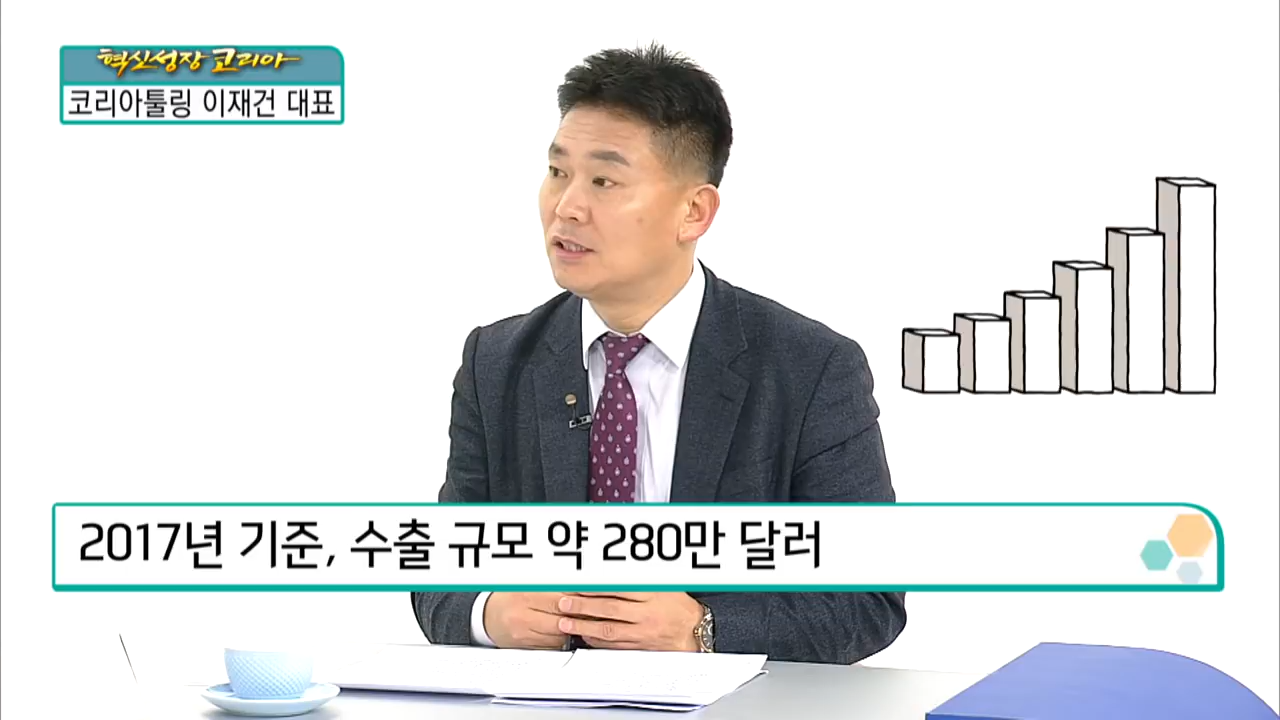 혁신성장 코리아
코리아툴링 이재건 대표
2017년 기준, 수출 규모 약 280만 달러